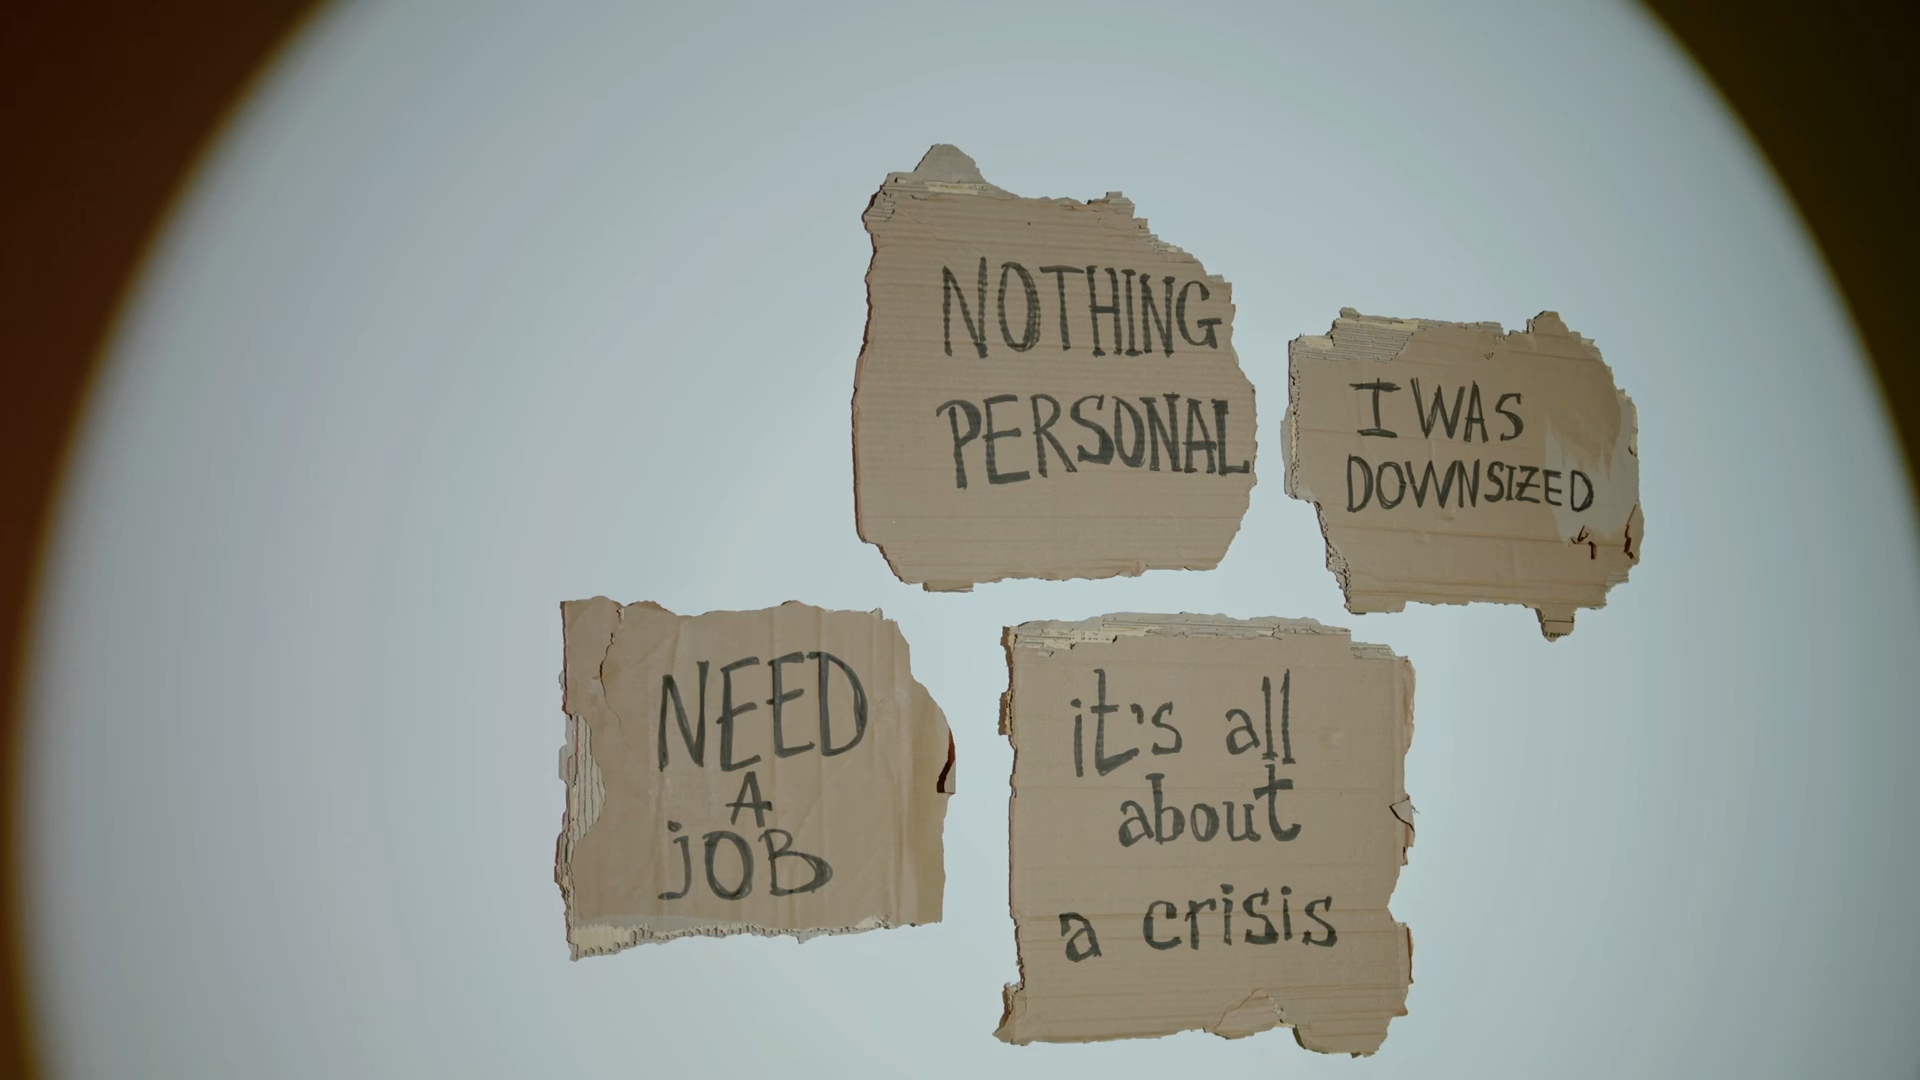 NOTHING
PERSONAL
I WAS
DOWNSIZED
NEED
A
jOB
it's all
about
a crisis